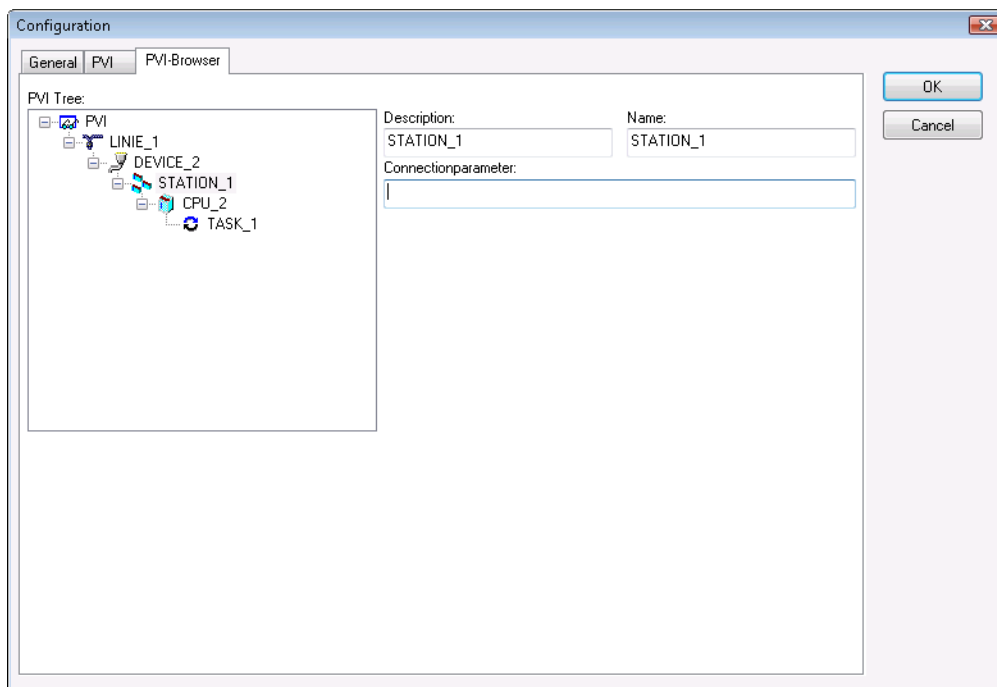 Configuration
General PVI PVI-Browser
OK
Cancel
PVI Tree:
PVI
LINIE_1
DEVICE_2
STATION_1
CPU_2
TASK_1
Description: Name:
STATION_1 STATION_1
Connectionparameter: